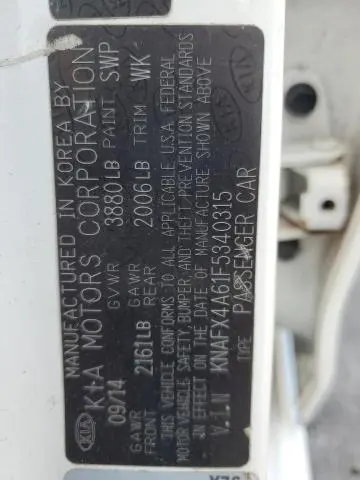 MANUFACTURED IN KOREA BY
KIA MOTORS CORPORATION
09/14 GVWR 3880LB PAINT SWP
GAWR FRONT 2161LB GAWR REAR 2006LB TRIM WK
THIS VEHICLE CONFORMS TO ALL APPLICABLE U.S.A. FEDERAL
MOTOR VEHICLE SAFETY, BUMPER, AND THEFT PREVENTION STANDARDS
IN EFFECT ON THE DATE OF MANUFACTURE SHOWN ABOVE
V.I.N KNAFX4A61F5340315
TYPE PASSENGER CAR
KIA